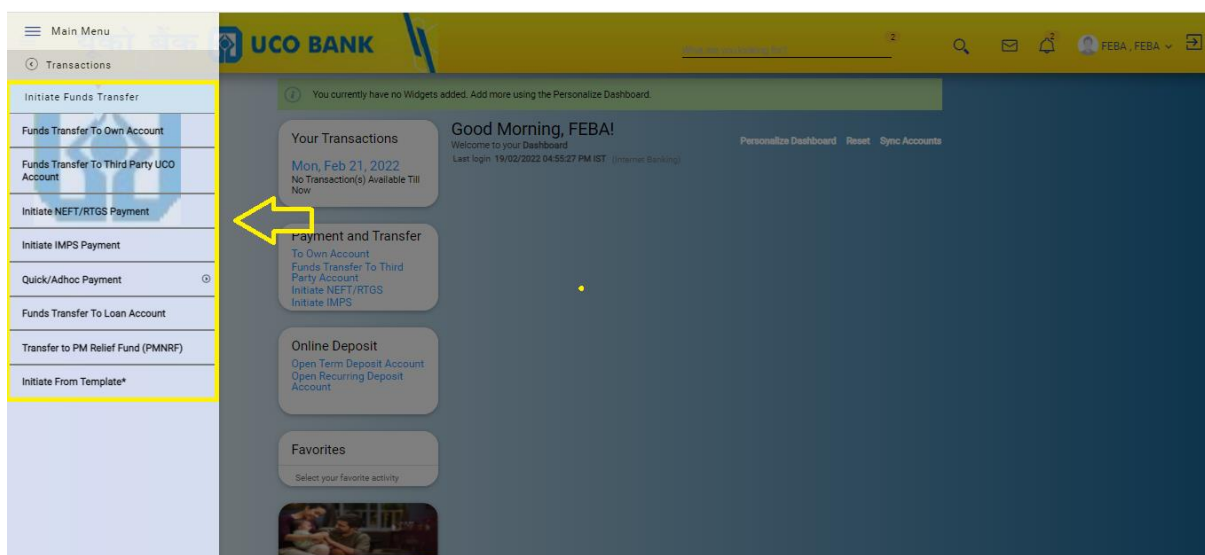 Main Menu
यूको बैंक
UCO BANK
2
2
FEBA , FEBA
Transactions
Initiate Funds Transfer
Funds Transfer To Own Account
Funds Transfer To Third Party UCO
Account
Initiate NEFT/RTGS Payment
Initiate IMPS Payment
Quick/Adhoc Payment
Funds Transfer To Loan Account
Transfer to PM Relief Fund (PMNRF)
Initiate From Template*
You currently have no Widgets added. Add more using the Personalize Dashboard.
Your Transactions
Mon, Feb 21, 2022
No Transaction(s) Available Till
Now
Good Morning, FEBA!
Welcome to your Dashboard
Last login 19/02/2022 04:55:27 PM IST (Internet Banking)
Personalize Dashboard Reset Sync Accounts
Payment and Transfer
To Own Account
Funds Transfer To Third
Party Account
Initiate NEFT/RTGS
Initiate IMPS
Online Deposit
Open Term Deposit Account
Open Recurring Deposit
Account
Favorites
Select your favorite activity